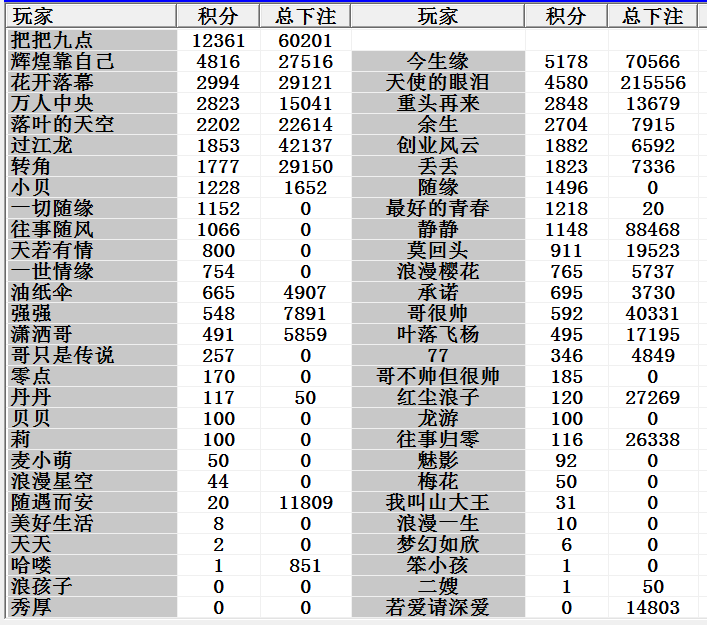 玩家 积分 总下注 玩家 积分 总下注
把把九点 12361 60201
辉煌靠自己 4816 27516 今生缘 5178 70566
花开落幕 2994 29121 天使的眼泪 4580 215556
万人中央 2823 15041 重头再来 2848 13679
落叶的天空 2202 22614 余生 2704 7915
过江龙 1853 42137 创业风云 1882 6592
转角 1777 29150 丢丢 1823 7336
小贝 1228 1652 随缘 1496 0
一切随缘 1152 0 最好的青春 1218 20
往事随风 1066 0 静静 1148 88468
天若有情 800 0 莫回头 911 19523
一世情缘 754 0 浪漫樱花 765 5737
油纸伞 665 4907 承诺 695 3730
强强 548 7891 哥很帅 592 40331
潇洒哥 491 5859 叶落飞杨 495 17195
哥只是传说 257 0 77 346 4849
零点 170 0 哥不帅但很帅 185 0
丹丹 117 50 红尘浪子 120 27269
贝贝 100 0 龙游 100 0
莉 100 0 往事归零 116 26338
麦小萌 50 0 魅影 92 0
浪漫星空 44 0 梅花 50 0
随遇而安 20 11809 我叫山大王 31 0
美好生活 8 0 浪漫一生 10 0
天天 2 0 梦幻如欣 6 0
哈喽 1 851 笨小孩 1 0
浪孩子 0 0 二嫂 1 50
秀厚 0 0 若爱请深爱 0 14803